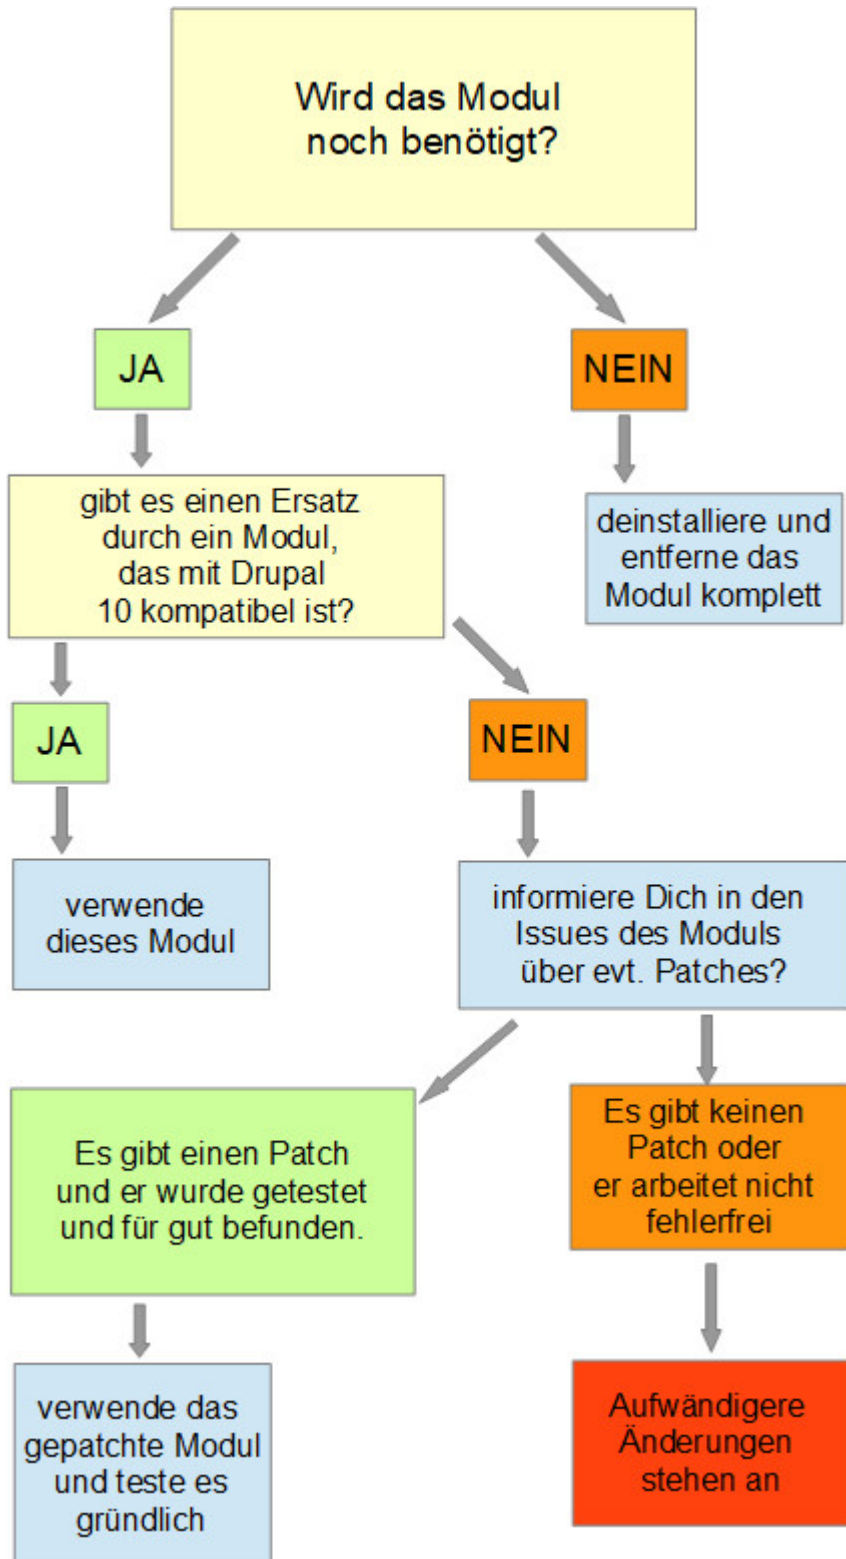 Wird das Modul
noch benötigt?
JA
NEIN
gibt es einen Ersatz
durch ein Modul,
das mit Drupal
10 kompatibel ist?
deinstalliere und
entferne das
Modul komplett
JA
NEIN
verwende
dieses Modul
informiere Dich in den
Issues des Moduls
über evt. Patches?
Es gibt einen Patch
und er wurde getestet
und für gut befunden.
Es gibt keinen
Patch oder
er arbeitet nicht
fehlerfrei
verwende das
gepatchte Modul
und teste es
gründlich
Aufwändigere
Änderungen
stehen an